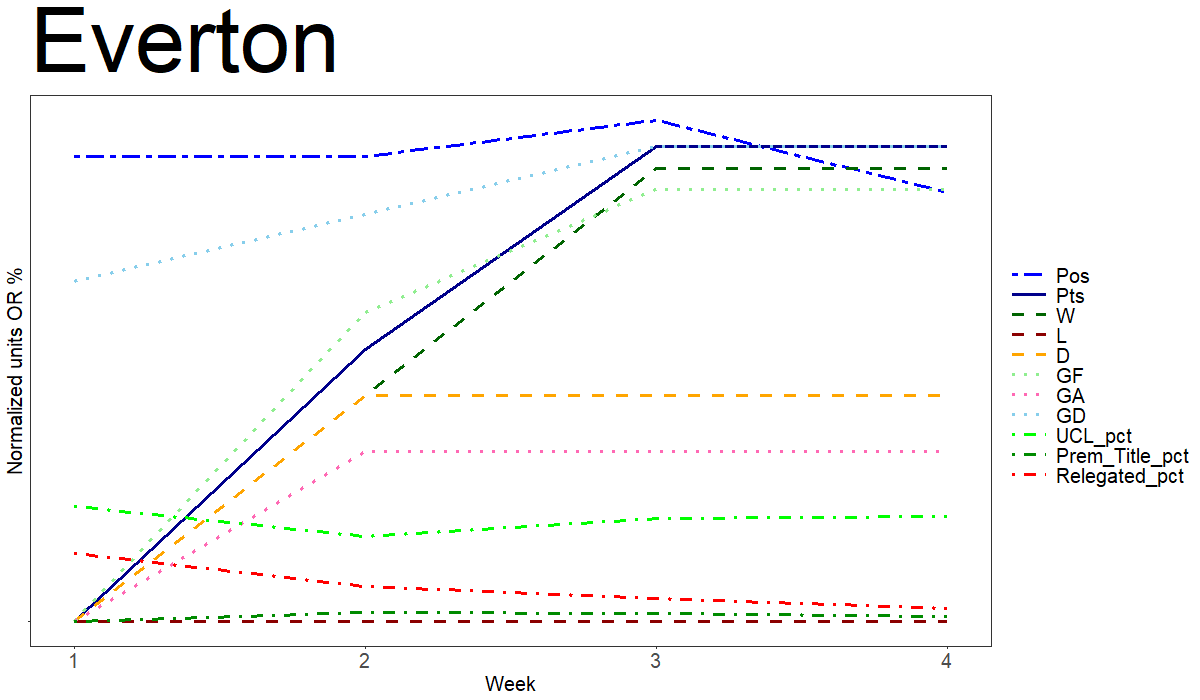 Everton
Normalized units OR %
1
2
3
4
Week
Pos
Pts
W
L
D
GF
GA
GD
UCL_pct
Prem_Title_pct
Relegated_pct